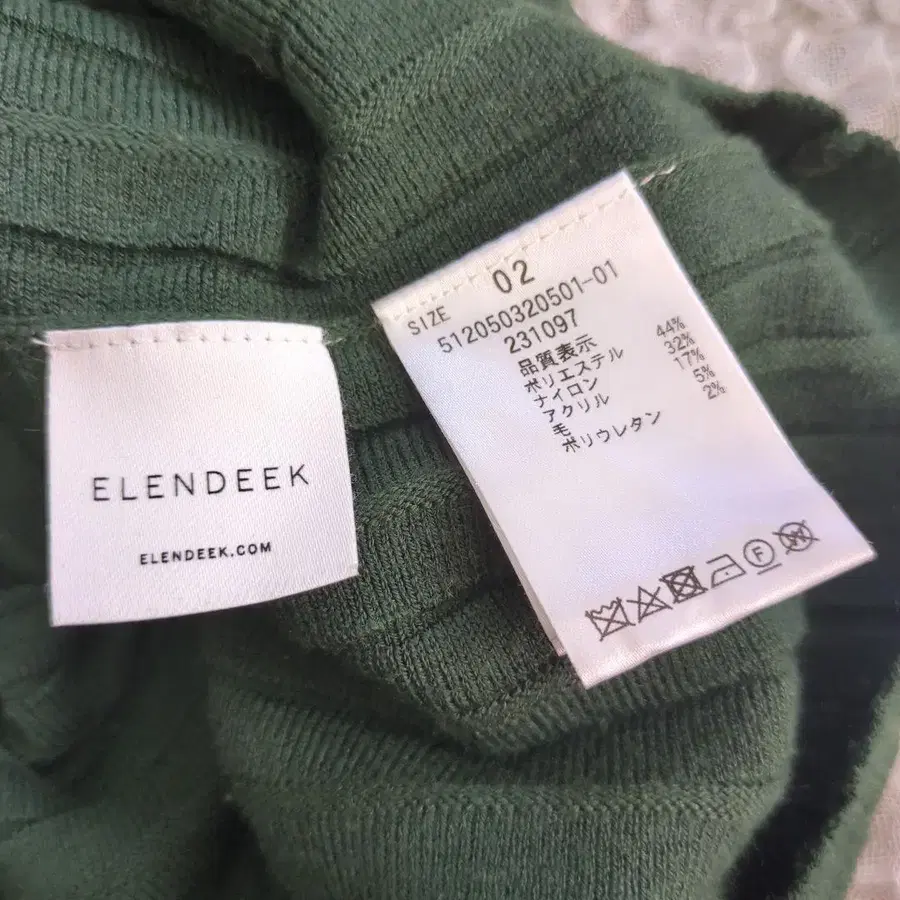 ELENDEEK
ELENDEEK.COM
SIZE 02
512050320501-01
231097
品質表示
ポリエステル 44%
ナイロン 32%
アクリル 17%
毛 5%
ポリウレタン 2%
F
W